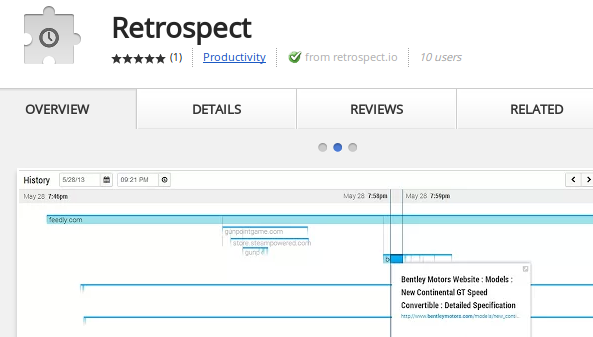 Retrospect
(1) Productivity from retrospect.io 10 users
OVERVIEW DETAILS REVIEWS RELATED
History 5/28/13 09:21 PM
May 28 7:46pm May 28 7:58pm May 28 7:59pm
feedly.com
gunpointgame.com
store.steampowered.com
gunp
Bentley Motors Website : Models :
New Continental GT Speed
Convertible : Detailed Specification
http://www.bentleymotors.com/models/new_cont...